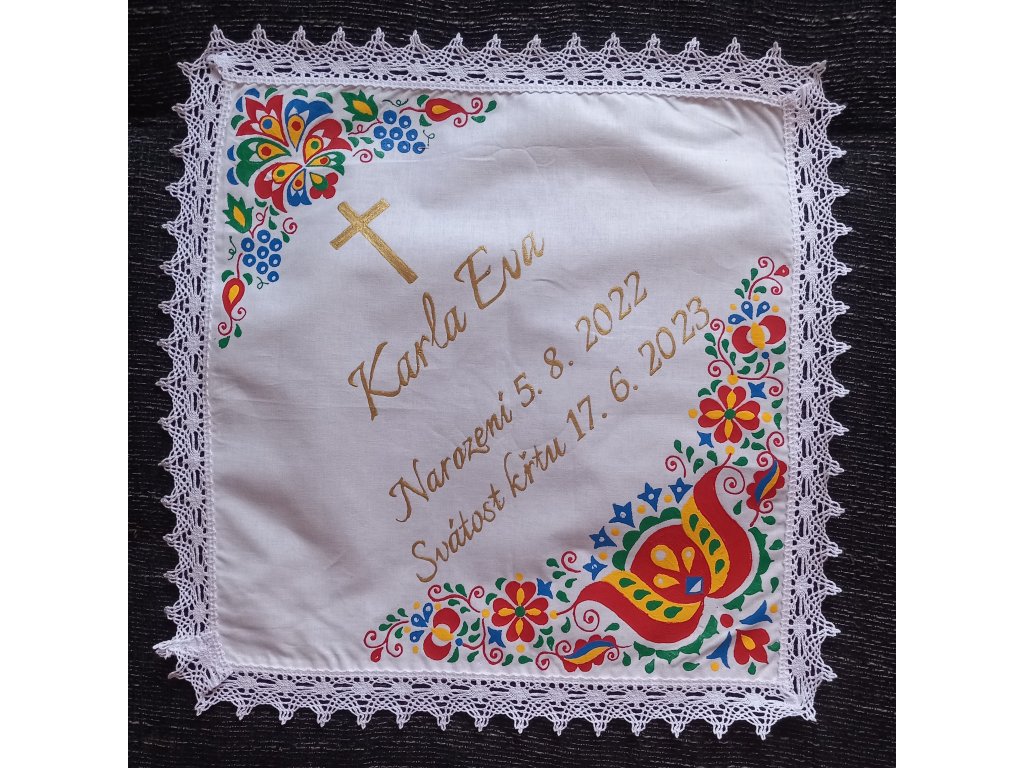 Karla Eva
Narození 5. 8. 2022
Svátost křtu 17. 6. 2023